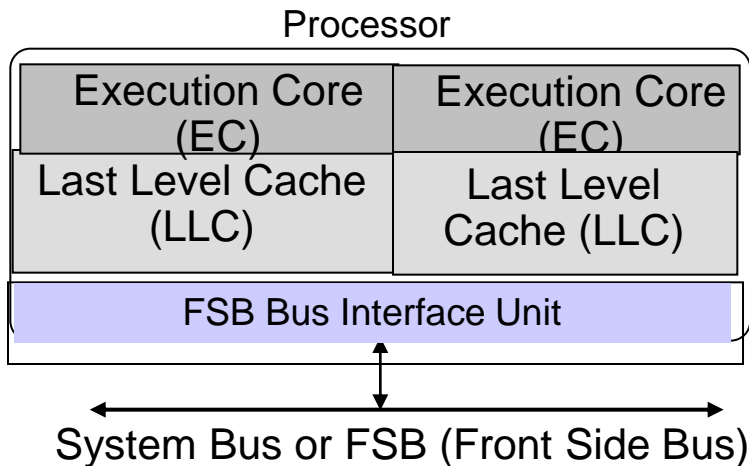 Processor
Execution Core
(EC)
Execution Core
(EC)
Last Level Cache
(LLC)
Last Level
Cache (LLC)
FSB Bus Interface Unit
System Bus or FSB (Front Side Bus)